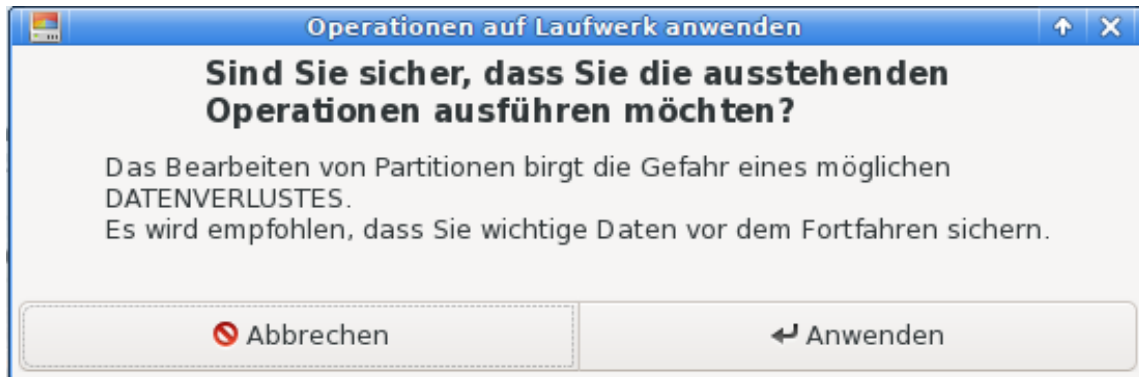 Operationen auf Laufwerk anwenden
Sind Sie sicher, dass Sie die ausstehenden
Operationen ausführen möchten?
Das Bearbeiten von Partitionen birgt die Gefahr eines möglichen
DATENVERLUSTES.
Es wird empfohlen, dass Sie wichtige Daten vor dem Fortfahren sichern.
Abbrechen
Anwenden